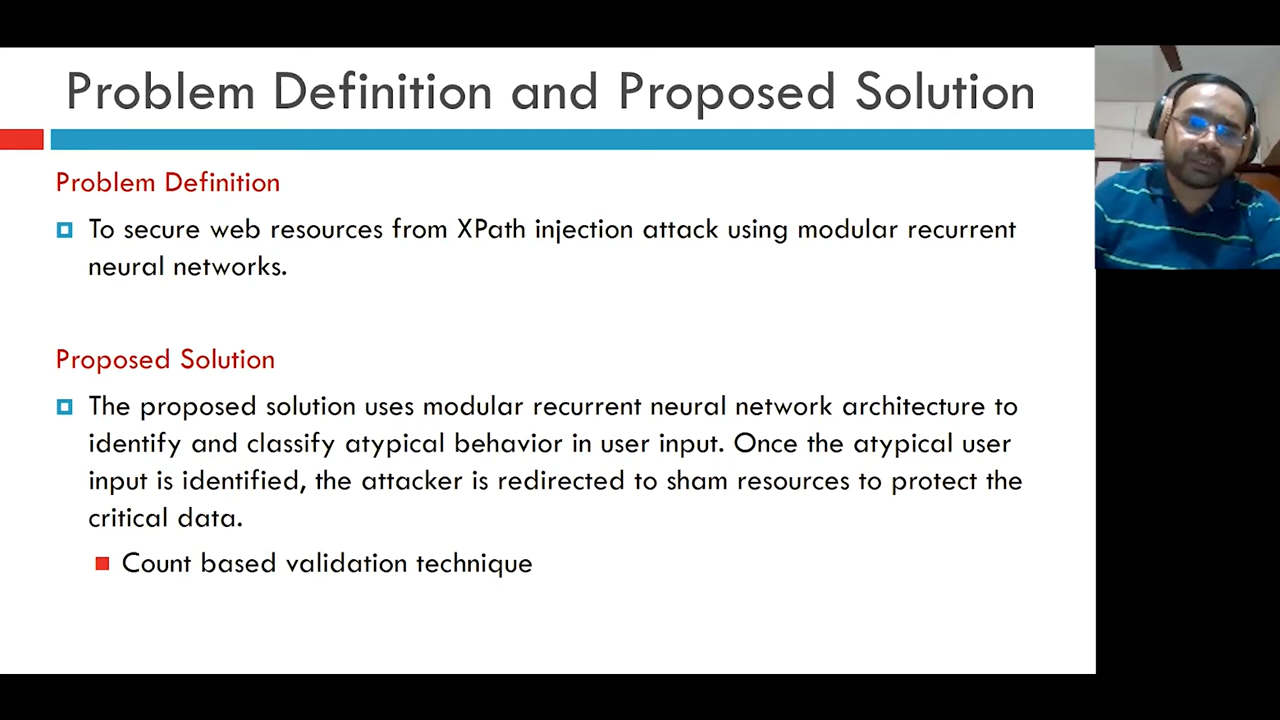 Problem Definition and Proposed Solution
Problem Definition
To secure web resources from XPath injection attack using modular recurrent
neural networks.
Proposed Solution
The proposed solution uses modular recurrent neural network architecture to
identify and classify atypical behavior in user input. Once the atypical user
input is identified, the attacker is redirected to sham resources to protect the
critical data.
Count based validation technique